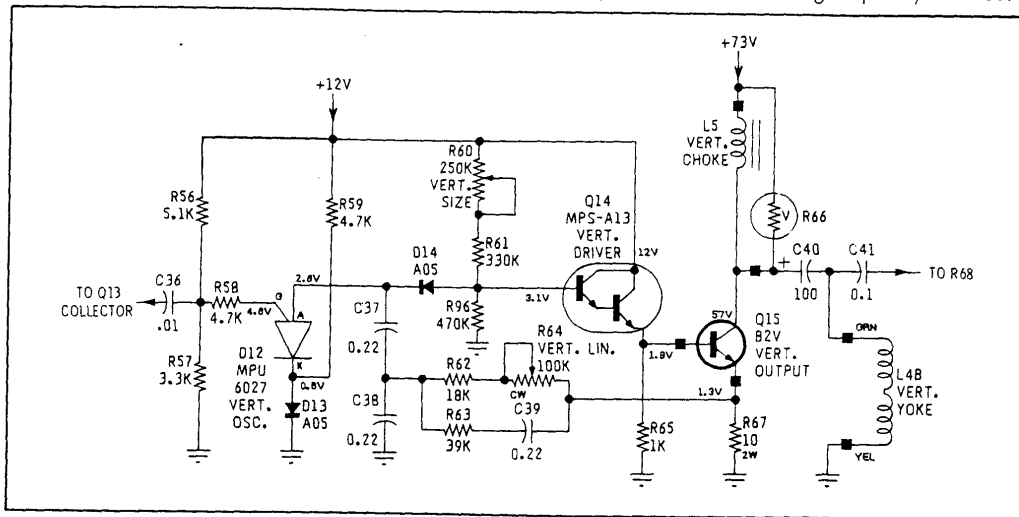 +73V
+12V
L5
VERT.
CHOKE
R60
250K
VERT.
SIZE
Q14
MPS-A13
VERT.
DRIVER
R56
5.1K
R59
4.7K
V
R66
R61
330K
12V
C40
100
+
C41
0.1
TO R68
D14
A05
C36
.01
TO Q13
COLLECTOR
R58
4.7K
G
4.6V
2.8V
A
K
3.1V
C37
0.22
R96
470K
R64
VERT. LIN.
100K
CW
57V
Q15
B2V
VERT.
OUTPUT
GRN
1.9V
D12
MPU
6027
VERT.
OSC.
0.6V
R57
3.3K
R62
18K
1.3V
L4B
VERT.
YOKE
D13
A05
C38
0.22
R63
39K
C39
0.22
R65
1K
R67
10
2W
YEL